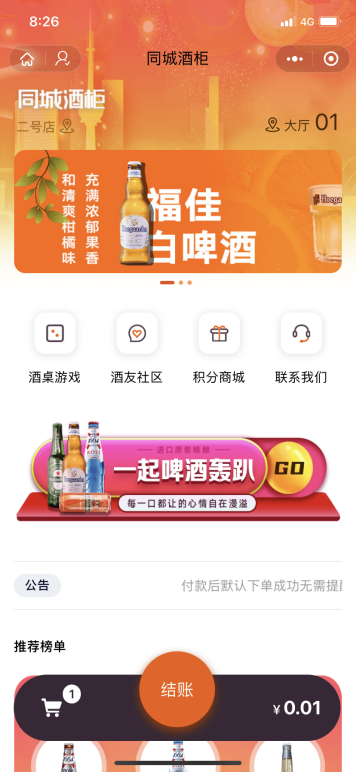 8:26
4G
同城酒柜
同城酒柜
二号店
大厅 01
充满浓郁果香
和清爽柑橘味
福佳
白啤酒
Hoegaarden
酒桌游戏
酒友社区
积分商城
联系我们
进口原装精酿
一起啤酒轰趴
GO
每一口都让的心情自在漫溢
公告
付款后默认下单成功无需提醒
推荐榜单
1
结账
¥ 0.01